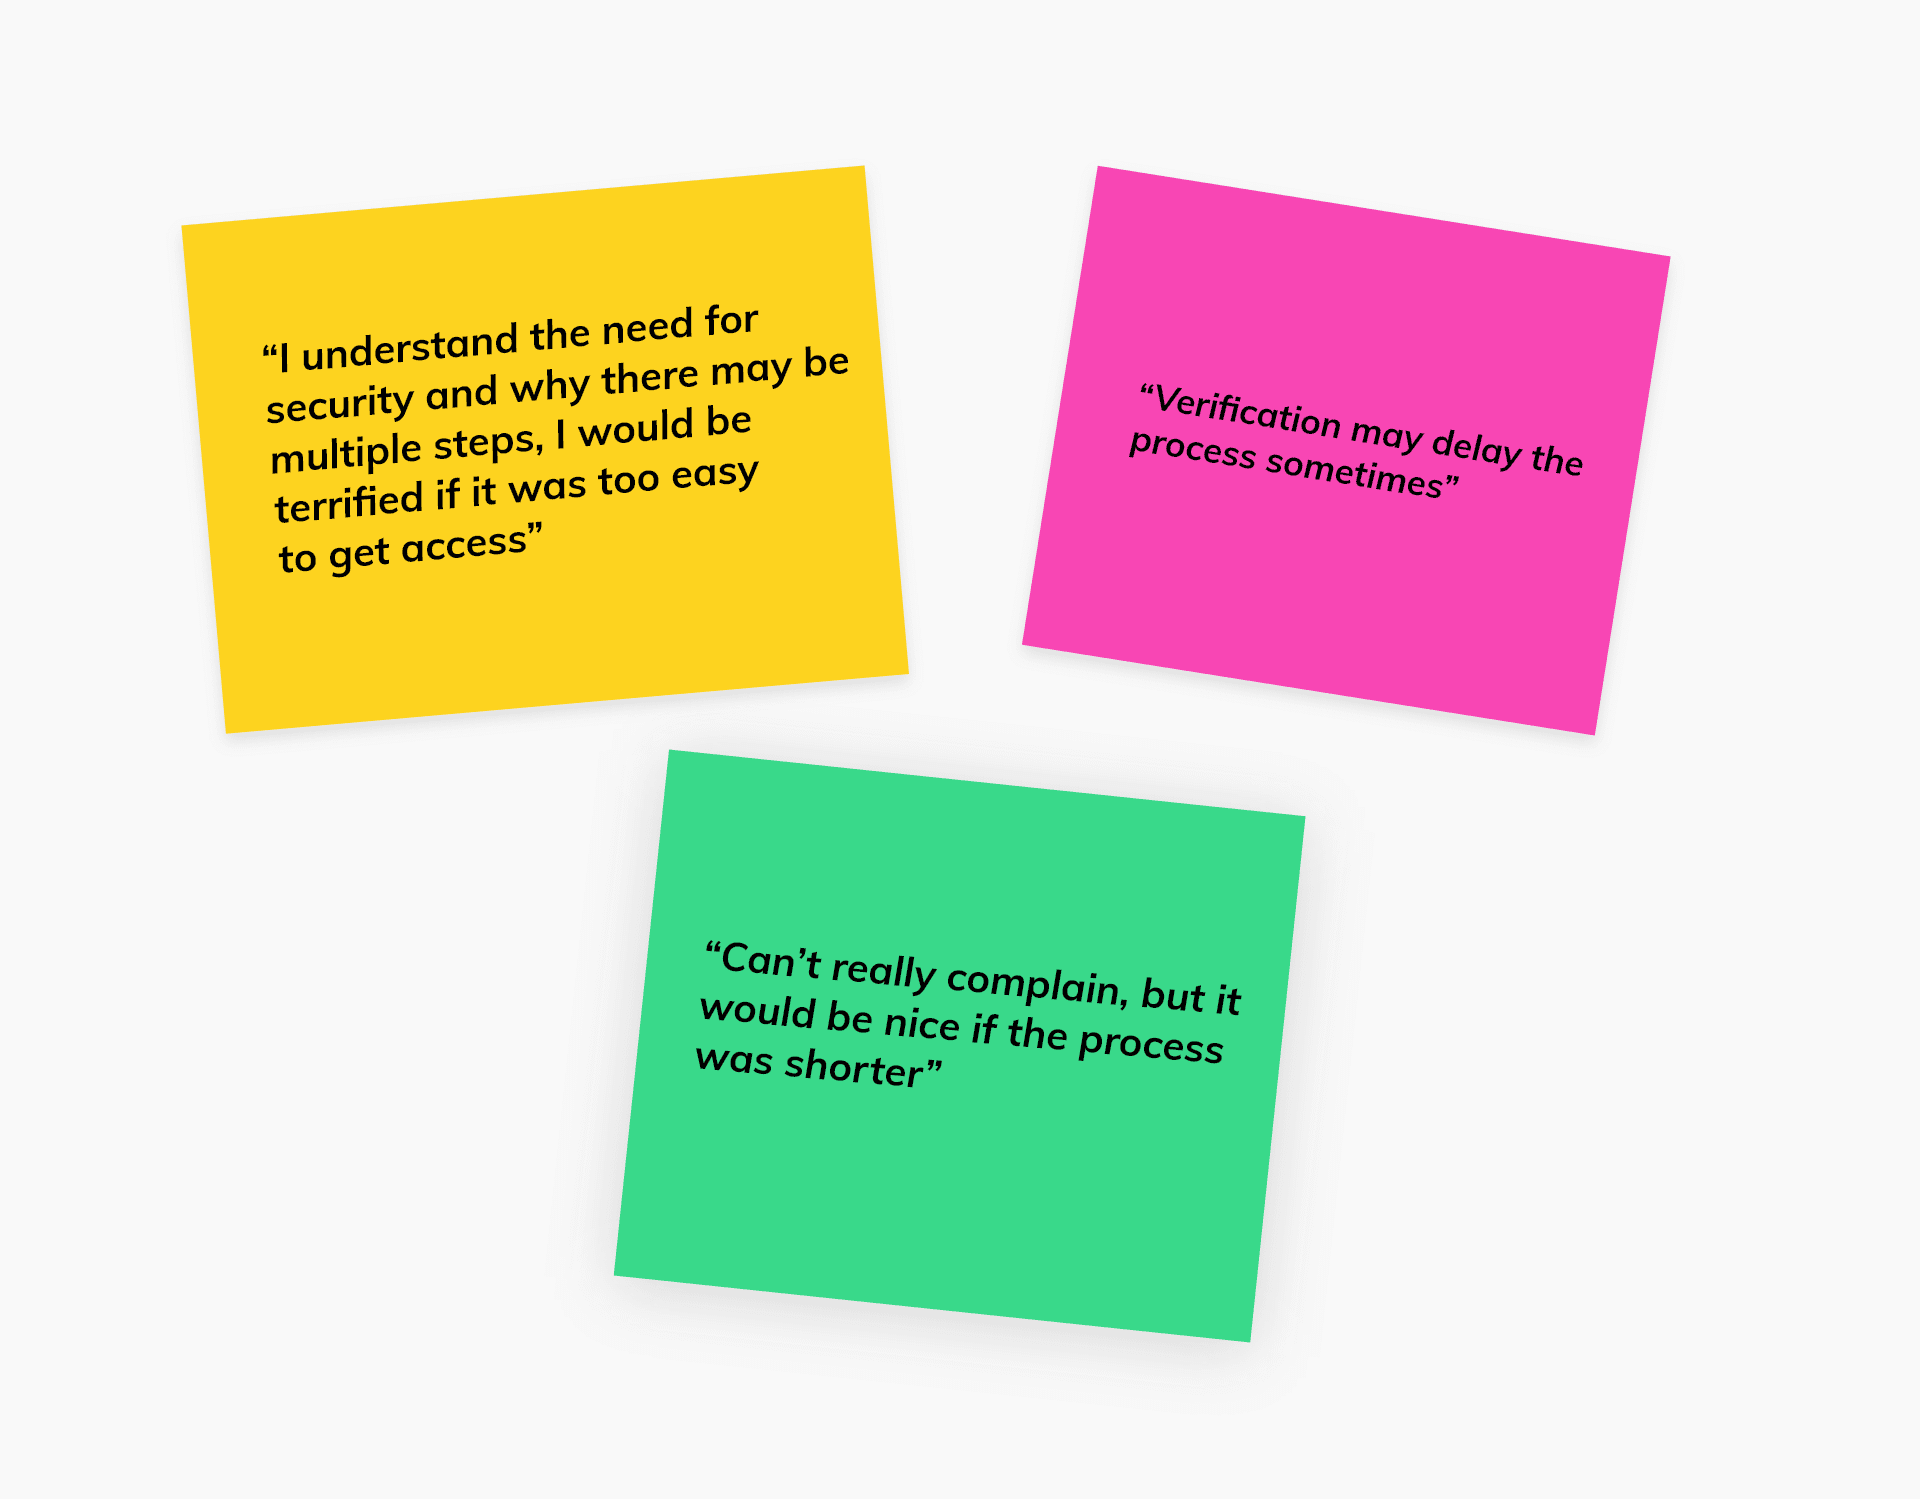 “I understand the need for
security and why there may be
multiple steps, I would be
terrified if it was too easy
to get access”
“Verification may delay the
process sometimes”
“Can’t really complain, but it
would be nice if the process
was shorter”